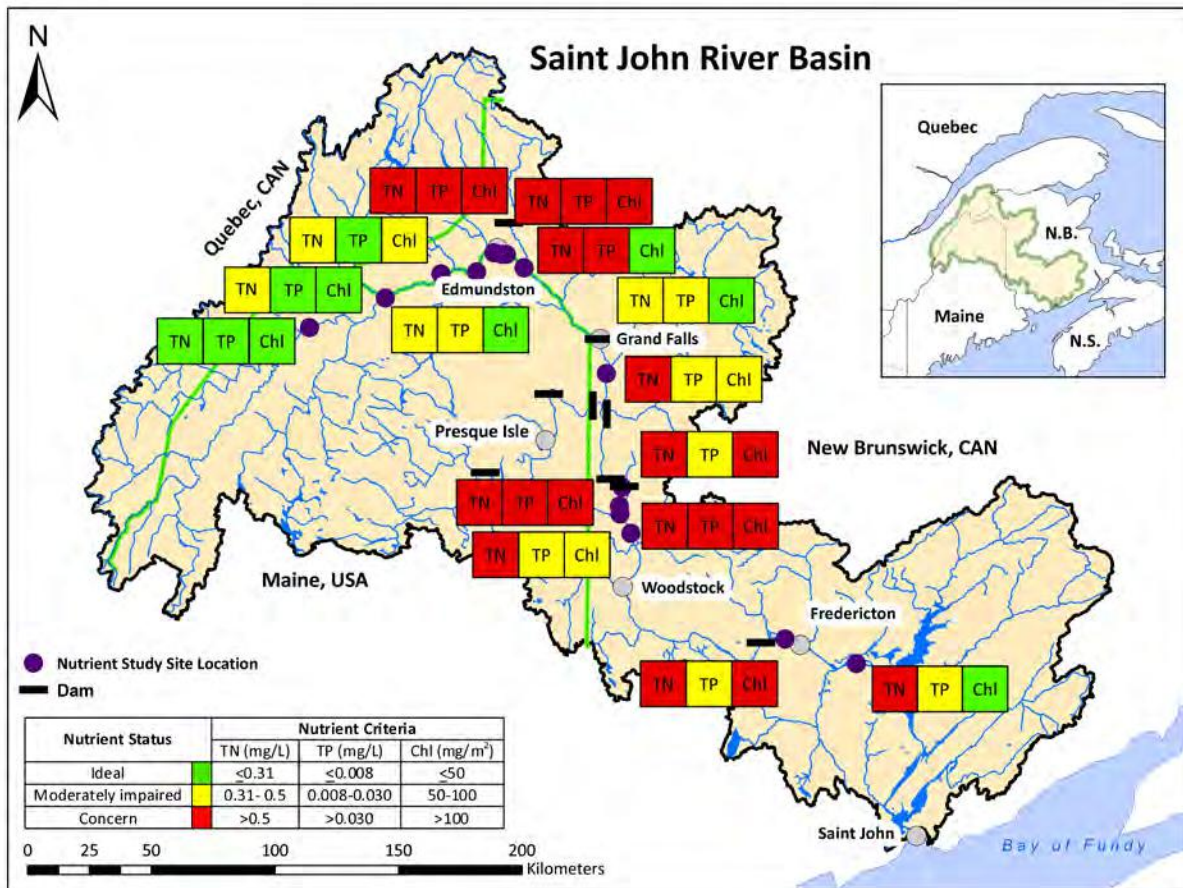 Saint John River Basin
N
Quebec
N.B.
Maine
N.S.
Quebec, CAN
TN TP Chl
TN TP Chl
TN TP Chl
TN TP Chl
TN TP Chl
Edmundston
TN TP Chl
TN TP Chl
TN TP Chl
Grand Falls
TN TP Chl
Presque Isle
TN TP Chl
New Brunswick, CAN
TN TP Chl
TN TP Chl
TN TP Chl
Maine, USA
Woodstock
Fredericton
TN TP Chl
TN TP Chl
Nutrient Study Site Location
Dam
Nutrient Status Nutrient Criteria
TN (mg/L) TP (mg/L) Chl (mg/m²)
Ideal ≤0.31 ≤0.008 ≤50
Moderately impaired 0.31- 0.5 0.008-0.030 50-100
Concern >0.5 >0.030 >100
Saint John
Bay of Fundy
0 25 50 100 150 200
Kilometers